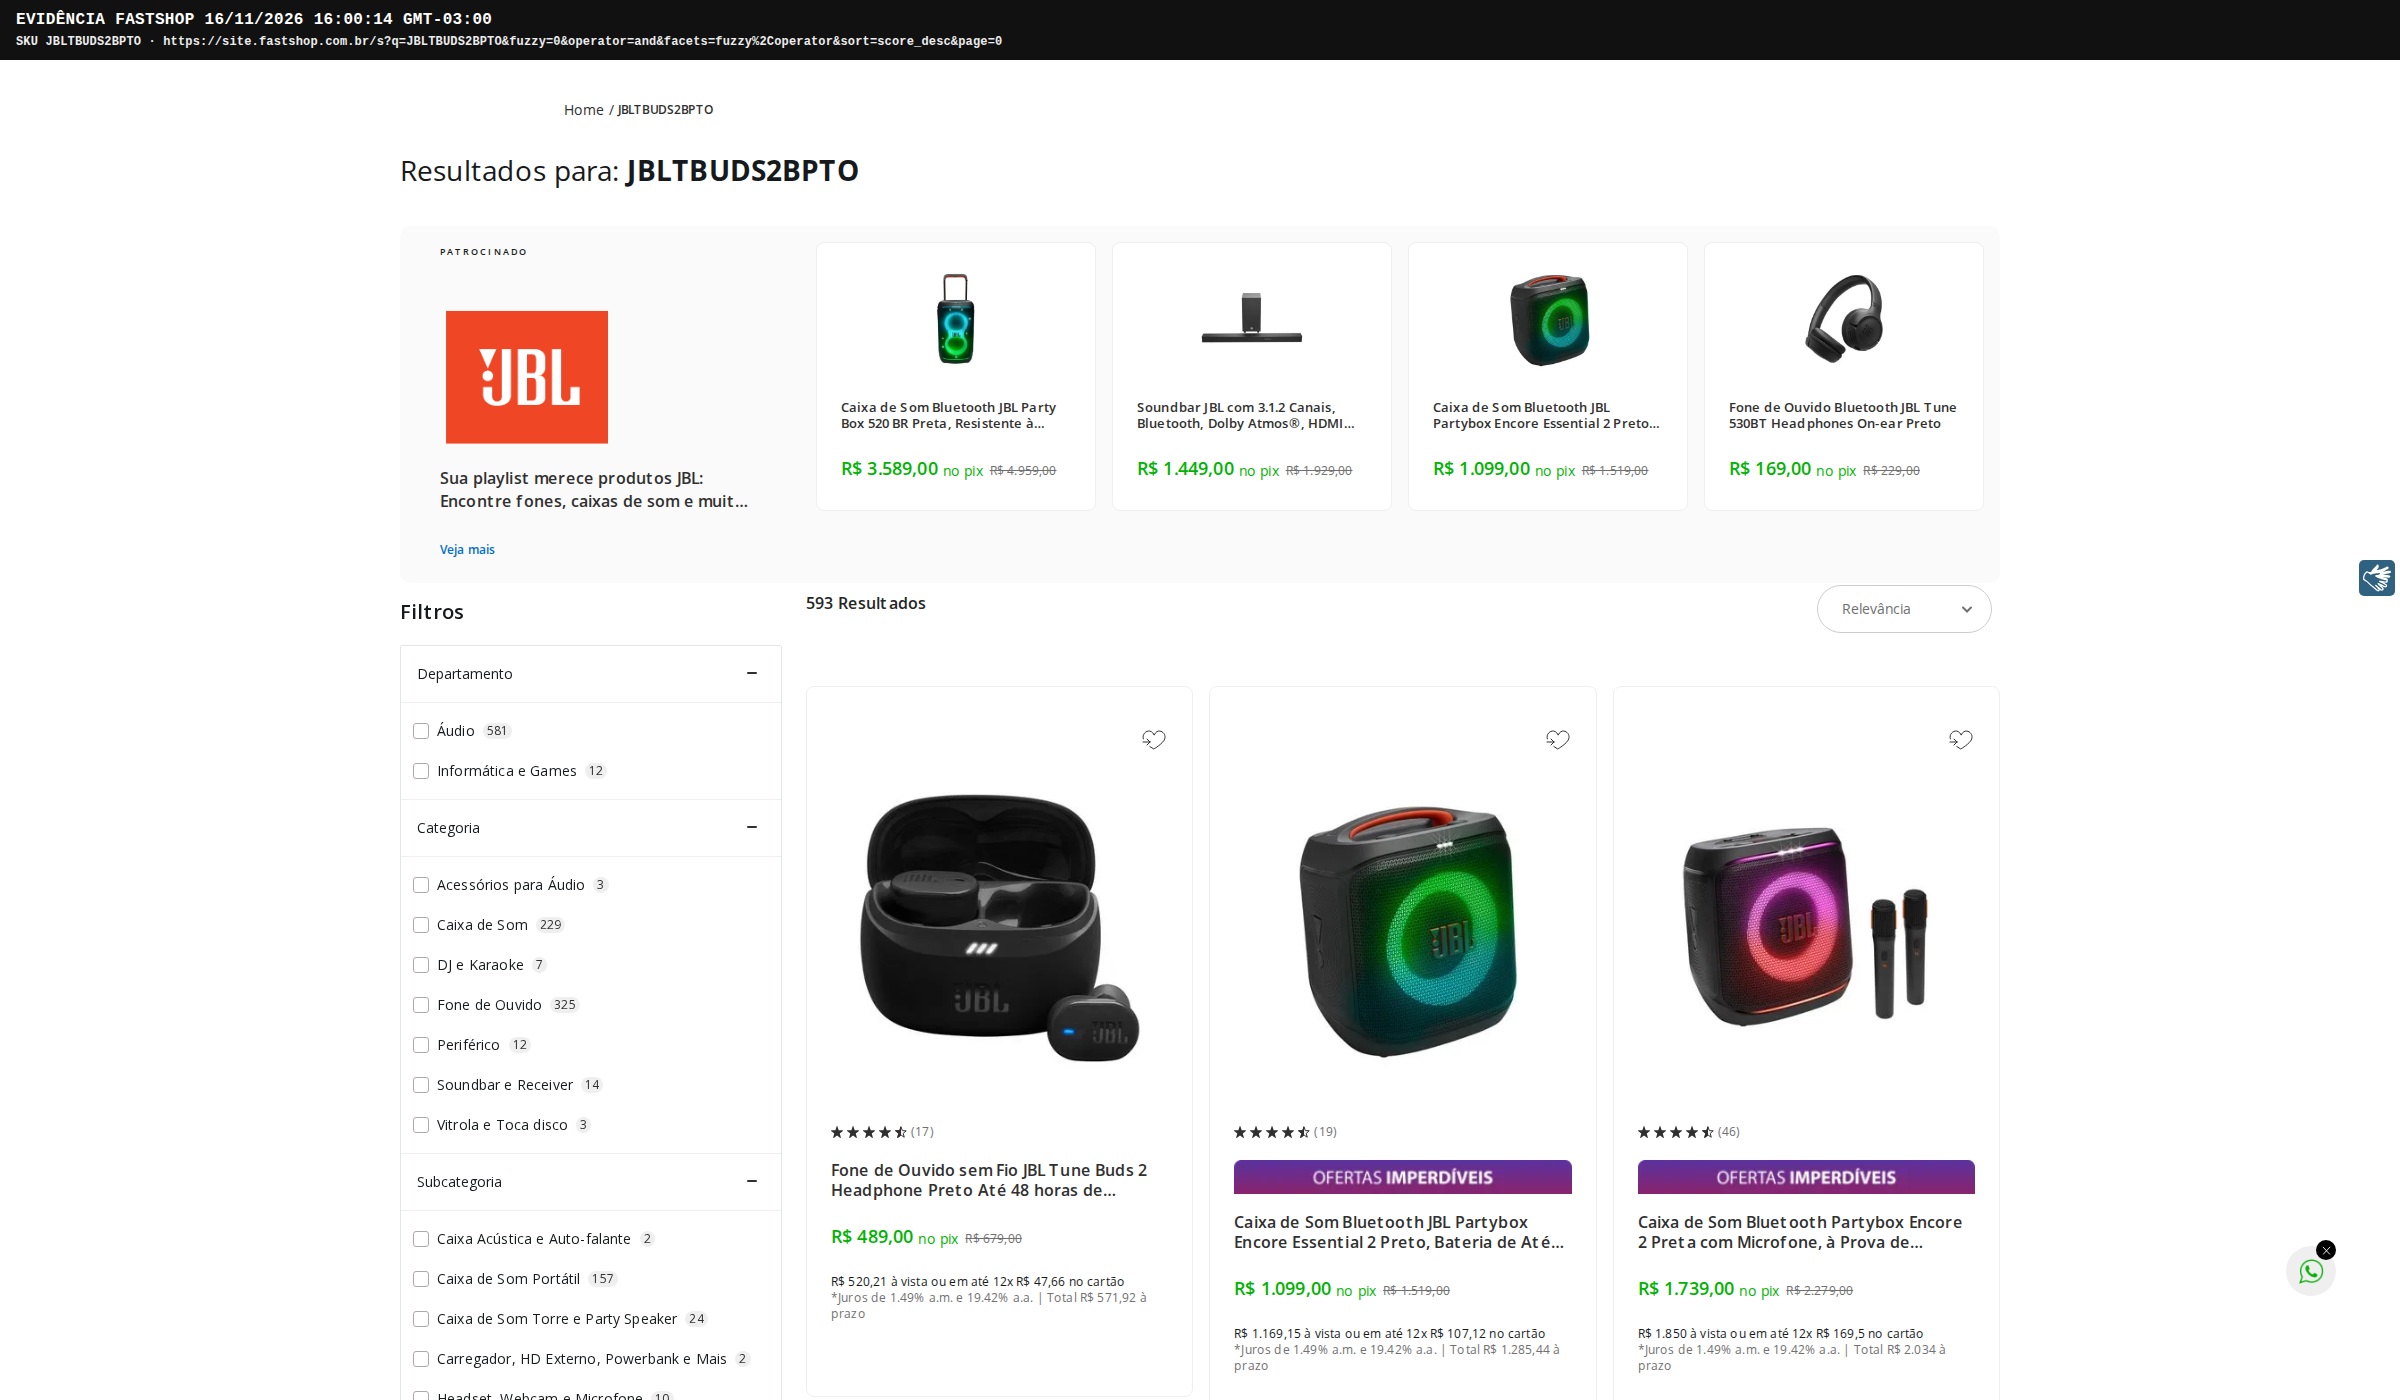 EVIDÊNCIA FASTSHOP 16/11/2026 16:00:14 GMT-03:00
SKU JBLTBUDS2BPTO · https://site.fastshop.com.br/s?q=JBLTBUDS2BPTO&fuzzy=0&operator=and&facets=fuzzy%2Coperator&sort=score_desc&page=0
Home / JBLTBUDS2BPTO
Resultados para: JBLTBUDS2BPTO
PATROCINADO
JBL
Sua playlist merece produtos JBL:
Encontre fones, caixas de som e muit...
Veja mais
Caixa de Som Bluetooth JBL Party
Box 520 BR Preta, Resistente à...
R$ 3.589,00 no pix R$ 4.959,00
Soundbar JBL com 3.1.2 Canais,
Bluetooth, Dolby Atmos®, HDMI...
R$ 1.449,00 no pix R$ 1.929,00
Caixa de Som Bluetooth JBL
Partybox Encore Essential 2 Preto...
R$ 1.099,00 no pix R$ 1.519,00
Fone de Ouvido Bluetooth JBL Tune
530BT Headphones On-ear Preto
R$ 169,00 no pix R$ 229,00
Filtros
593 Resultados
Relevância
Departamento
Áudio 581
Informática e Games 12
Categoria
Acessórios para Áudio 3
Caixa de Som 229
DJ e Karaoke 7
Fone de Ouvido 325
Periférico 12
Soundbar e Receiver 14
Vitrola e Toca disco 3
Subcategoria
Caixa Acústica e Auto-falante 2
Caixa de Som Portátil 157
Caixa de Som Torre e Party Speaker 24
Carregador, HD Externo, Powerbank e Mais 2
Headset, Webcam e Microfone 10
JBL
JBL
(17)
Fone de Ouvido sem Fio JBL Tune Buds 2
Headphone Preto Até 48 horas de...
R$ 489,00 no pix R$ 679,00
R$ 520,21 à vista ou em até 12x R$ 47,66 no cartão
*Juros de 1.49% a.m. e 19.42% a.a. | Total R$ 571,92 à
prazo
JBL
(19)
OFERTAS IMPERDÍVEIS
Caixa de Som Bluetooth JBL Partybox
Encore Essential 2 Preto, Bateria de Até...
R$ 1.099,00 no pix R$ 1.519,00
R$ 1.169,15 à vista ou em até 12x R$ 107,12 no cartão
*Juros de 1.49% a.m. e 19.42% a.a. | Total R$ 1.285,44 à
prazo
JBL
(46)
OFERTAS IMPERDÍVEIS
Caixa de Som Bluetooth Partybox Encore
2 Preta com Microfone, à Prova de...
R$ 1.739,00 no pix R$ 2.279,00
R$ 1.850 à vista ou em até 12x R$ 169,5 no cartão
*Juros de 1.49% a.m. e 19.42% a.a. | Total R$ 2.034 à
prazo